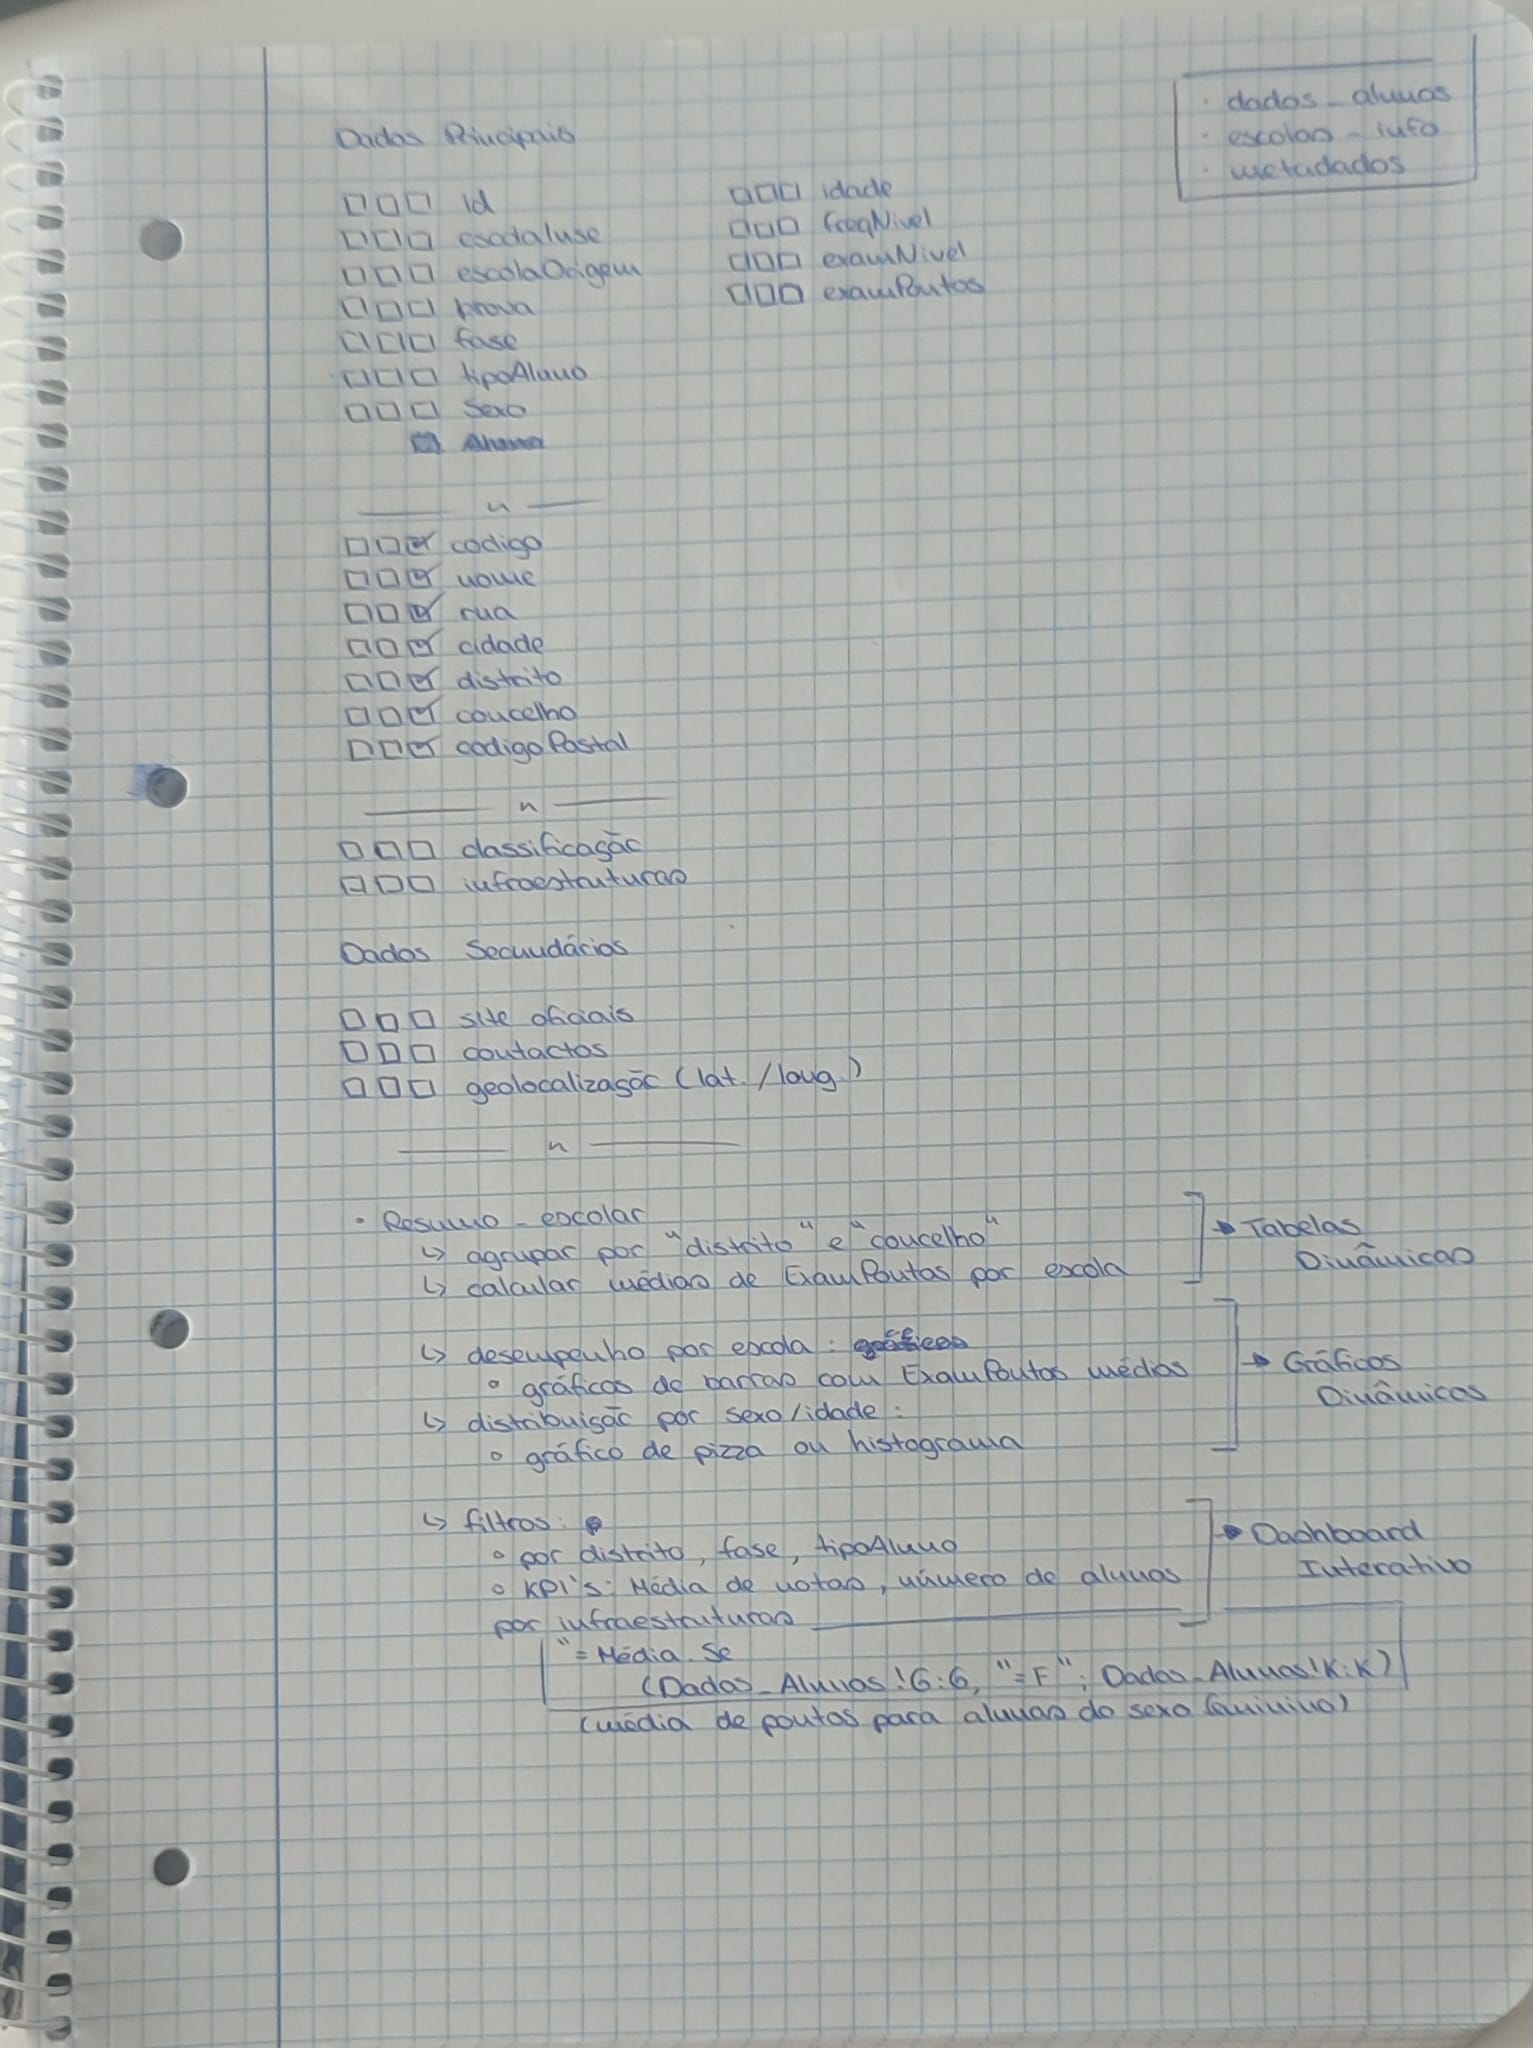 · dados_alunos
· escolas_info
· metadados
Dados Principais
□□□ id
□□□ escolaluse
□□□ escolaOrigem
□□□ prova
□□□ fase
□□□ tipoAluno
□□□ Sexo
□□□ idade
□□□ freqNivel
□□□ examNivel
□□□ examPontos
—— n ——
□□☑ codigo
□□☑ nome
□□☑ rua
□□☑ cidade
□□☑ distrito
□□☑ concelho
□□☑ codigoPostal
—— n ——
□□□ classificação
□□□ infraestruturas
Dados Secundários
□□□ site oficiais
□□□ contactos
□□□ geolocalização (lat. / long.)
—— n ——
· Resumo_escolar
↳ agrupar por "distrito" e "concelho"
↳ calcular médias de ExamPontos por escola
→ Tabelas
Dinâmicas
↳ desempenho por escola: gráficos
° gráficos de barras com ExamPontos médios
↳ distribuição por sexo/idade:
° gráfico de pizza ou histograma
→ Gráficos
Dinâmicos
↳ filtros:
° por distrito, fase, tipoAluno
° KPI's: Média de notas, número de alunos
por infraestruturas
→ Dashboard
Interativo
"=Média.Se
(Dados_Alunos!G:G, "=F"; Dados_Alunos!K:K)
(média de pontos para alunas do sexo feminino)